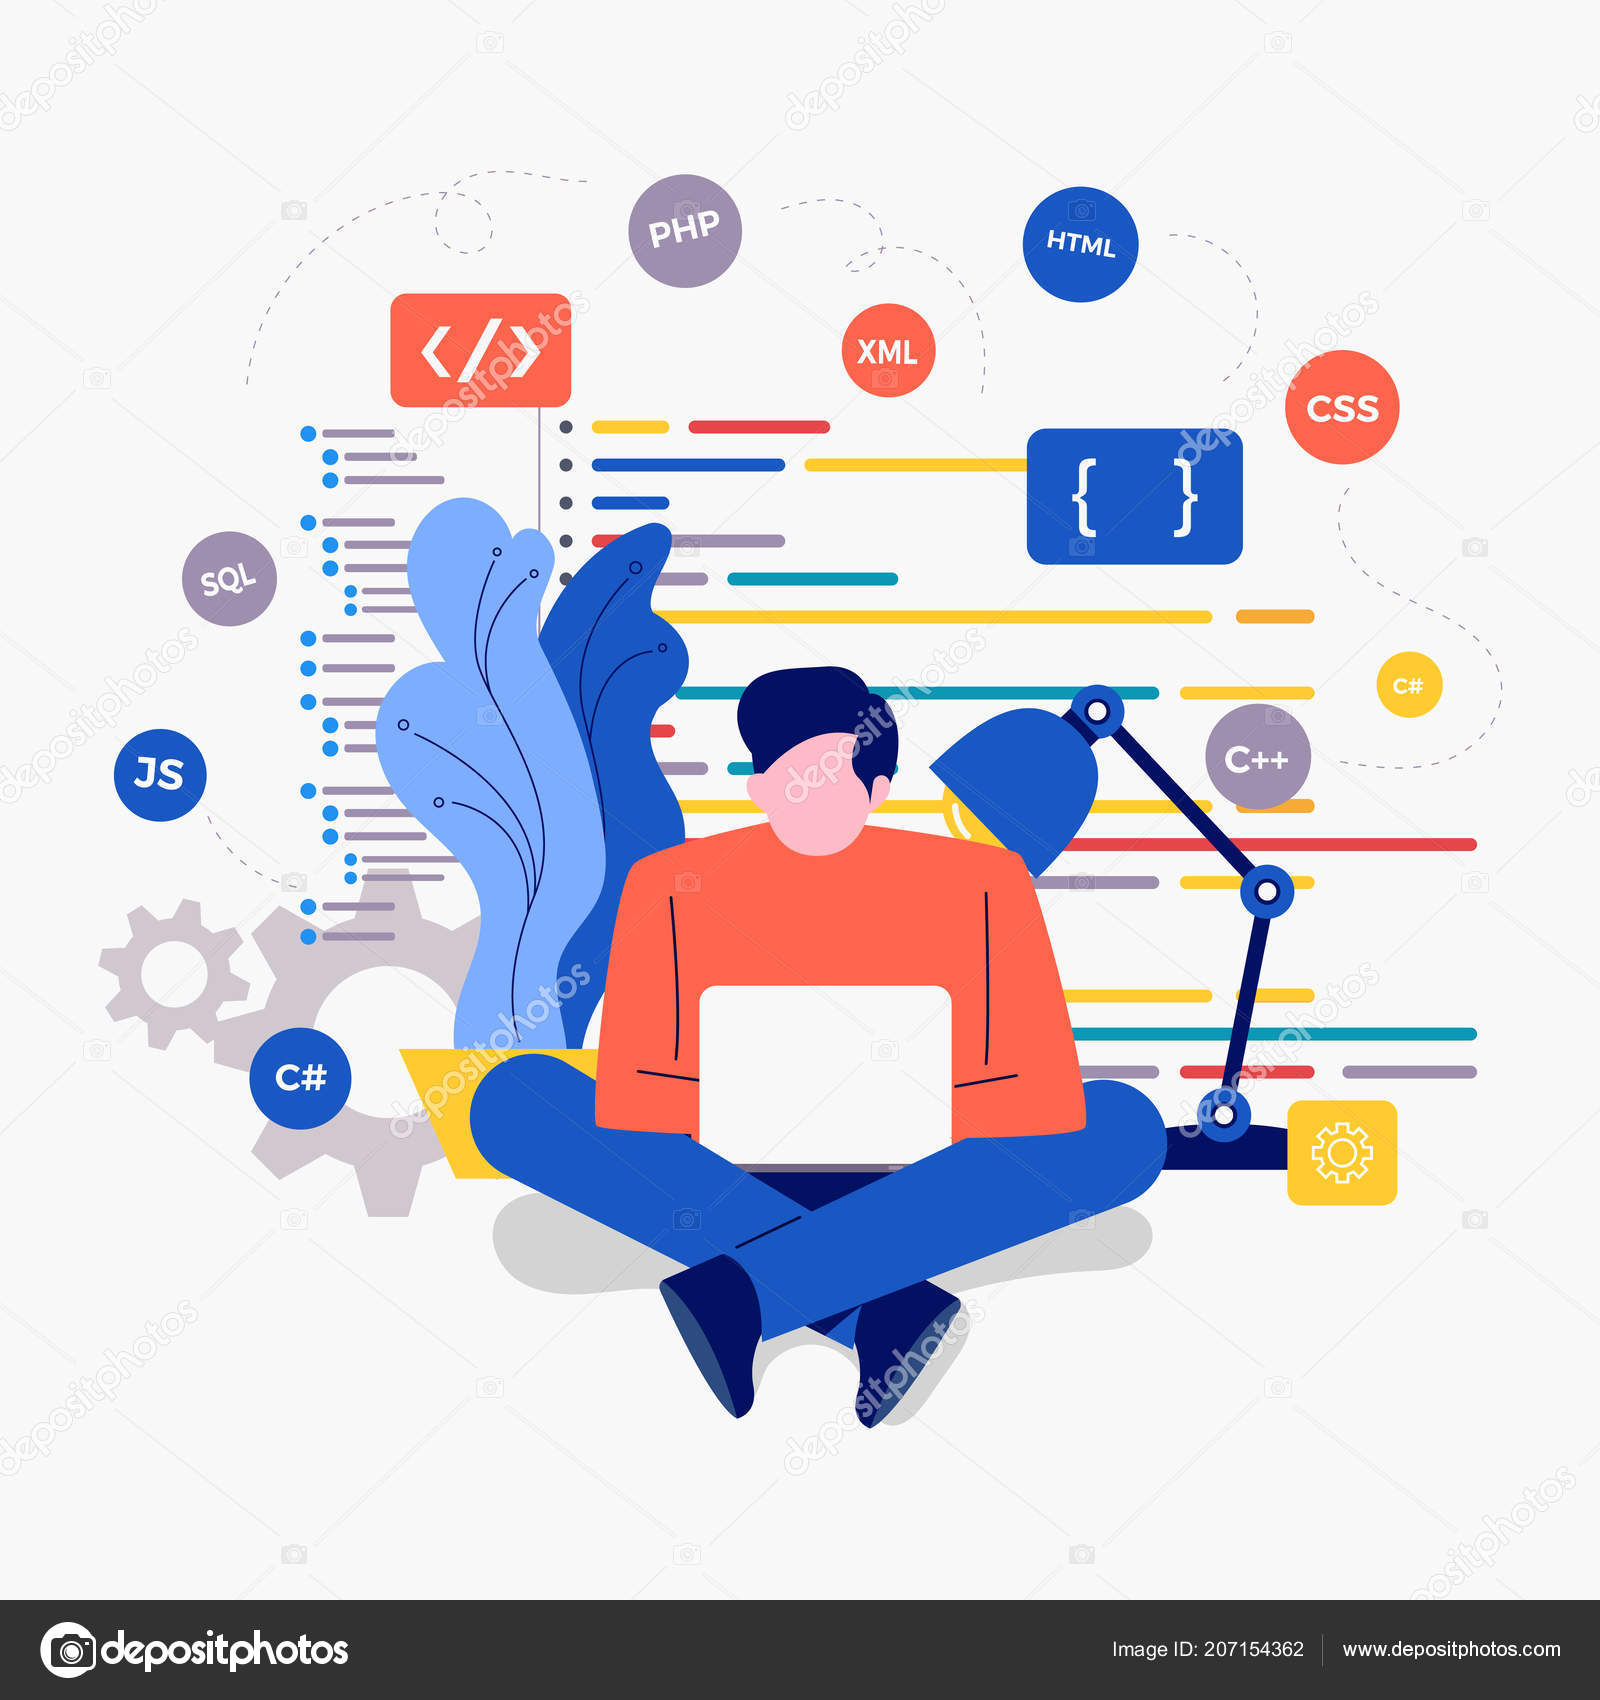 PHP
HTML
</>
XML
CSS
{ }
SQL
C#
C++
JS
C#
depositphotos
Image ID: 207154362
www.depositphotos.com